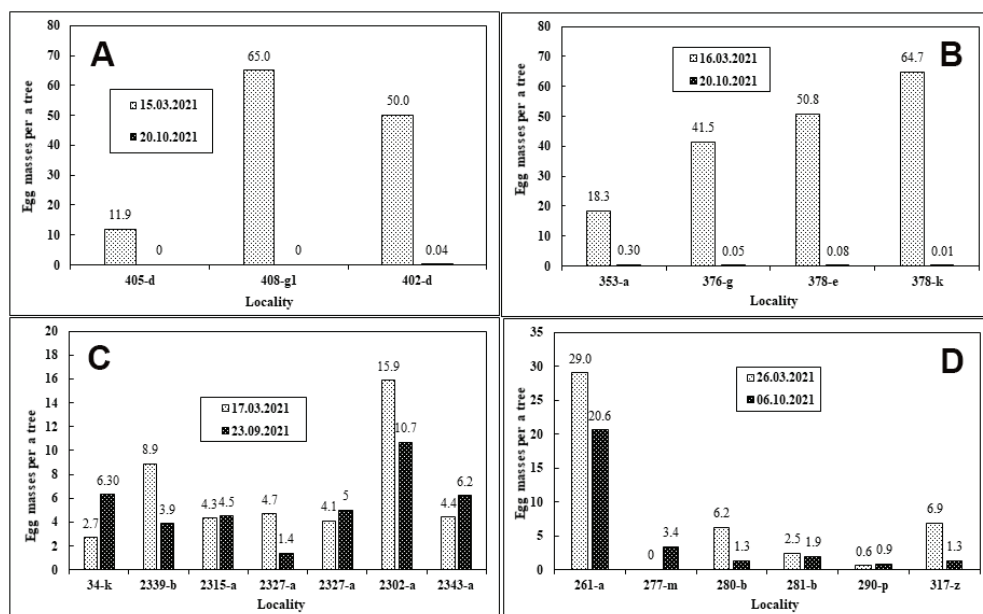 A
Egg masses per a tree
80
70
60
50
40
30
20
10
0
15.03.2021
20.10.2021
11.9
0
65.0
0
50.0
0.04
405-d
408-g1
402-d
Locality
B
Egg masses per a tree
80
70
60
50
40
30
20
10
0
16.03.2021
20.10.2021
18.3
0.30
41.5
0.05
50.8
0.08
64.7
0.01
353-a
376-g
378-e
378-k
Locality
C
Egg masses per a tree
20
18
16
14
12
10
8
6
4
2
0
17.03.2021
23.09.2021
2.7
6.30
8.9
3.9
4.3
4.5
4.7
1.4
4.1
5
15.9
10.7
4.4
6.2
34-k
2339-b
2315-a
2327-a
2327-a
2302-a
2343-a
Locality
D
Egg masses per a tree
35
30
25
20
15
10
5
0
26.03.2021
06.10.2021
29.0
20.6
0
3.4
6.2
1.3
2.5
1.9
0.6
0.9
6.9
1.3
261-a
277-m
280-b
281-b
290-p
317-z
Locality